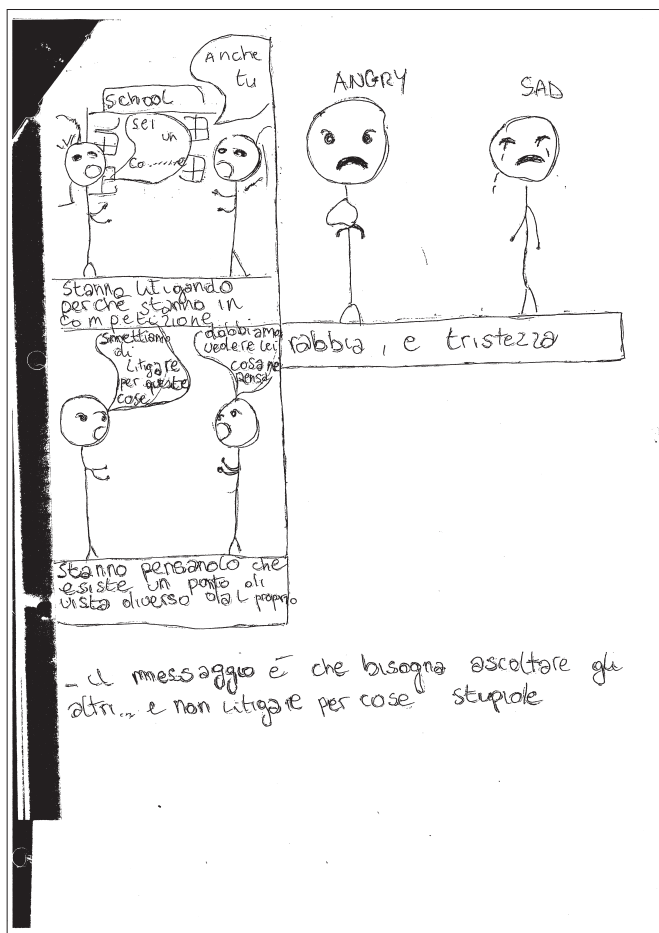 Anche
tu
School
sei
un
co.......ne
ANGRY
SAD
Stanno litigando
perché stanno in
competizione
rabbia, e tristezza
Smettiamo
di
litigare
per queste
cose
dobbiamo
vedere lei
cosa ne
pensa
Stanno pensando che
esiste un punto di
vista diverso dal proprio
- il messaggio è che bisogna ascoltare gli
altri... e non litigare per cose stupide